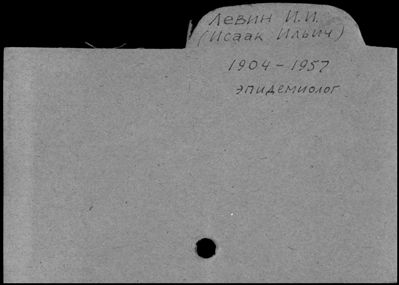 Левин И.И.
(Исаак Ильич)
1904-1957
эпидемиолог